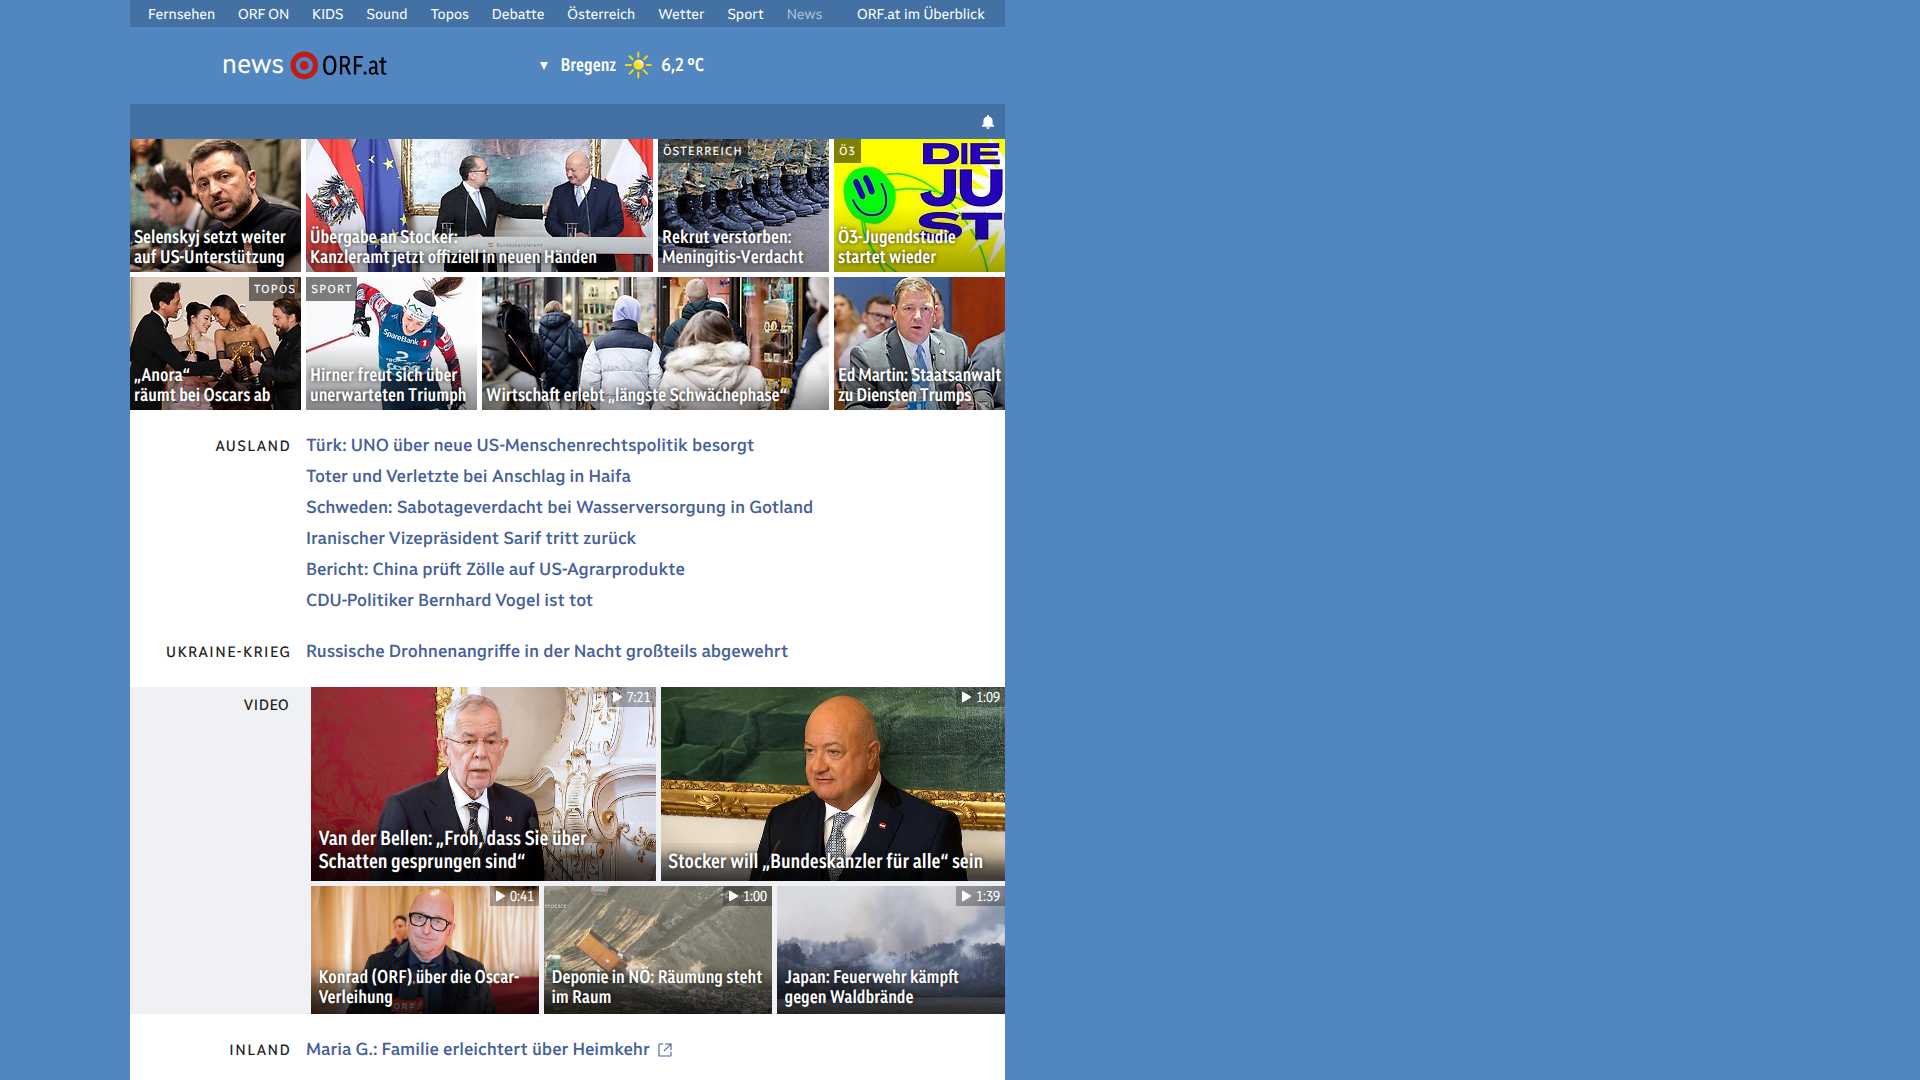 Fernsehen ORF ON KIDS Sound Topos Debatte Österreich Wetter Sport News ORF.at im Überblick
news ORF.at
Bregenz 6,2 °C
Selenskyj setzt weiter
auf US-Unterstützung
Übergabe an Stocker:
Kanzleramt jetzt offiziell in neuen Händen
ÖSTERREICH
Rekrut verstorben:
Meningitis-Verdacht
Ö3
DIE
JU
ST
Ö3-Jugendstudie
startet wieder
TOPOS
„Anora“
räumt bei Oscars ab
SPORT
SpareBank 1
2
Hirner freut sich über
unerwarteten Triumph
Wirtschaft erlebt „längste Schwächephase“
Ed Martin: Staatsanwalt
zu Diensten Trumps
AUSLAND
Türk: UNO über neue US-Menschenrechtspolitik besorgt
Toter und Verletzte bei Anschlag in Haifa
Schweden: Sabotageverdacht bei Wasserversorgung in Gotland
Iranischer Vizepräsident Sarif tritt zurück
Bericht: China prüft Zölle auf US-Agrarprodukte
CDU-Politiker Bernhard Vogel ist tot
UKRAINE-KRIEG
Russische Drohnenangriffe in der Nacht großteils abgewehrt
VIDEO
7:21
Van der Bellen: „Froh, dass Sie über
Schatten gesprungen sind“
1:09
Stocker will „Bundeskanzler für alle“ sein
0:41
Konrad (ORF) über die Oscar-
Verleihung
1:00
Deponie in NÖ: Räumung steht
im Raum
1:39
Japan: Feuerwehr kämpft
gegen Waldbrände
INLAND
Maria G.: Familie erleichtert über Heimkehr